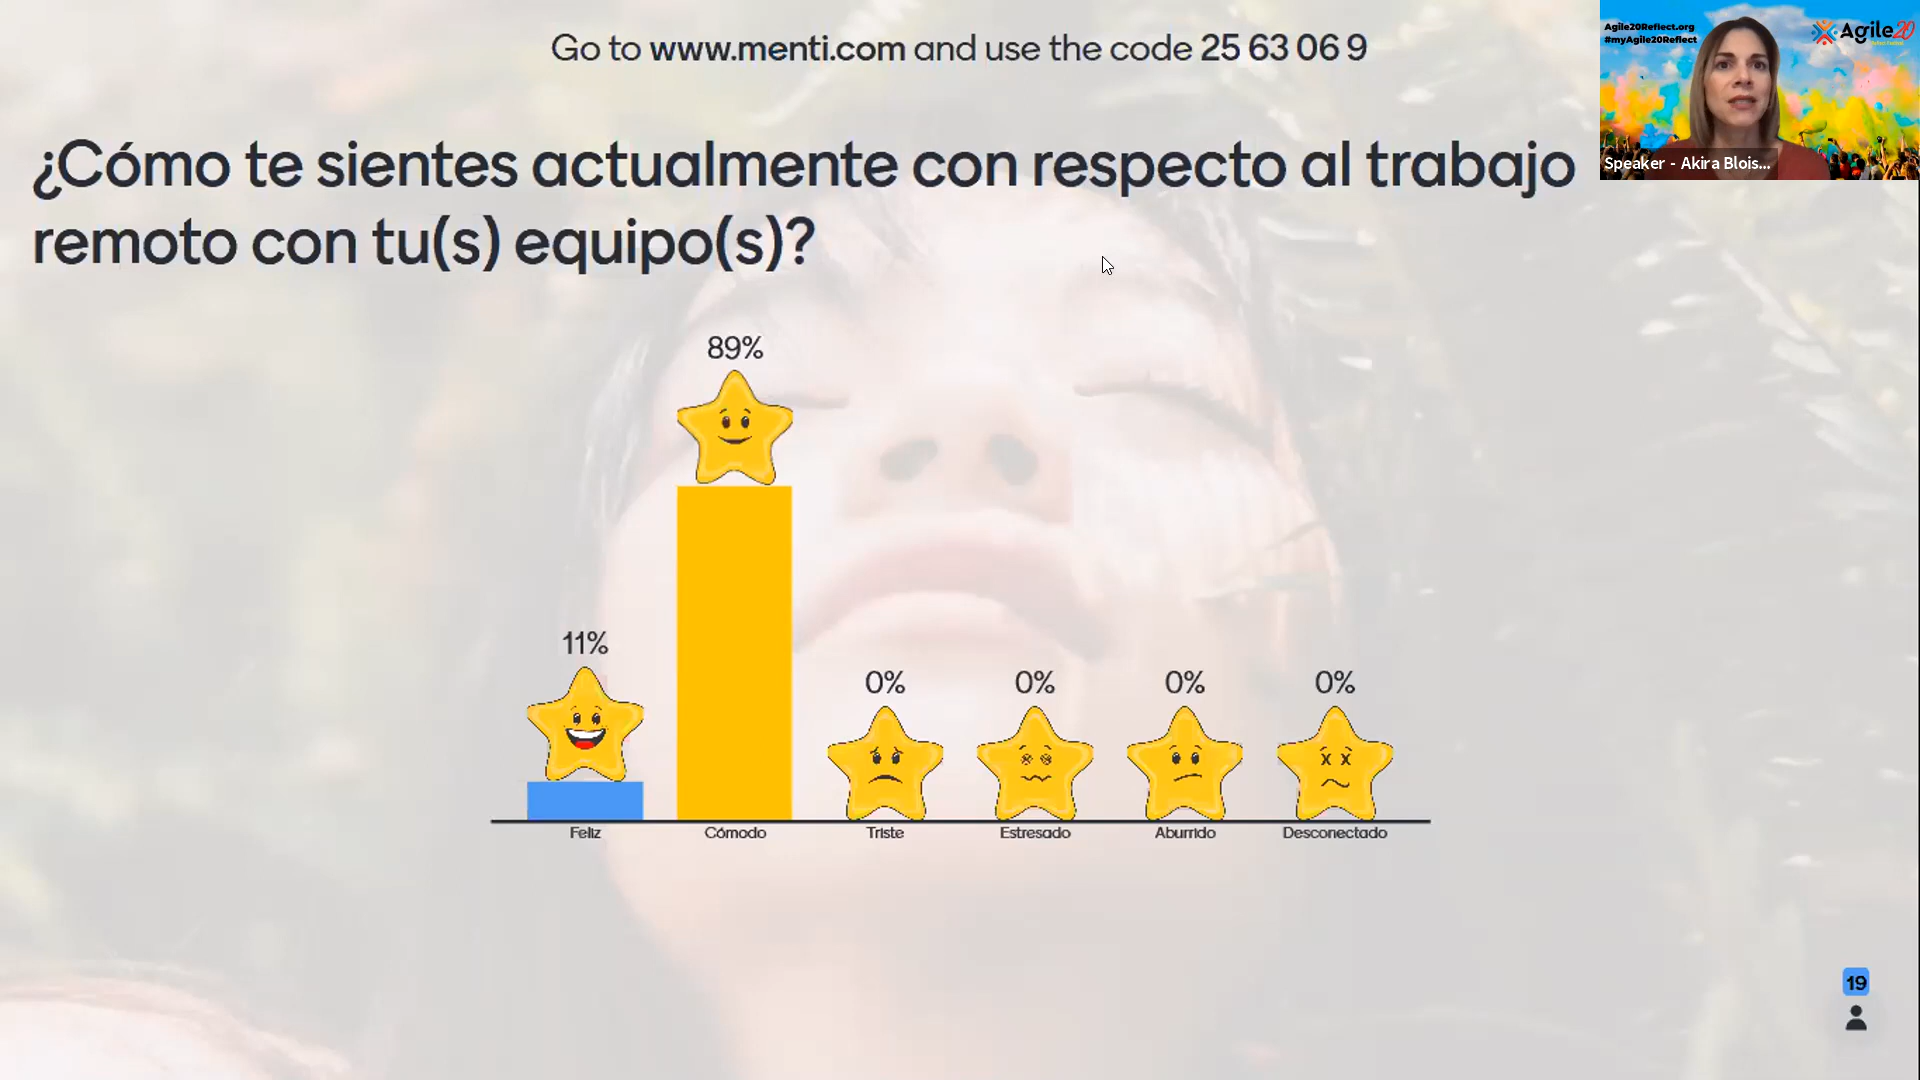 Go to www.menti.com and use the code 25 63 06 9
Agile20Reflect.org
#myAgile20Reflect
Agile20
Speaker - Akira Blois...
¿Cómo te sientes actualmente con respecto al trabajo
remoto con tu(s) equipo(s)?
89%
11%
0% 0% 0% 0%
Feliz Cómodo Triste Estresado Aburrido Desconectado
19